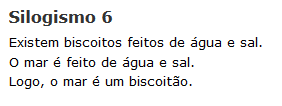 Silogismo 6
Existem biscoitos feitos de água e sal.
O mar é feito de água e sal.
Logo, o mar é um biscoitão.